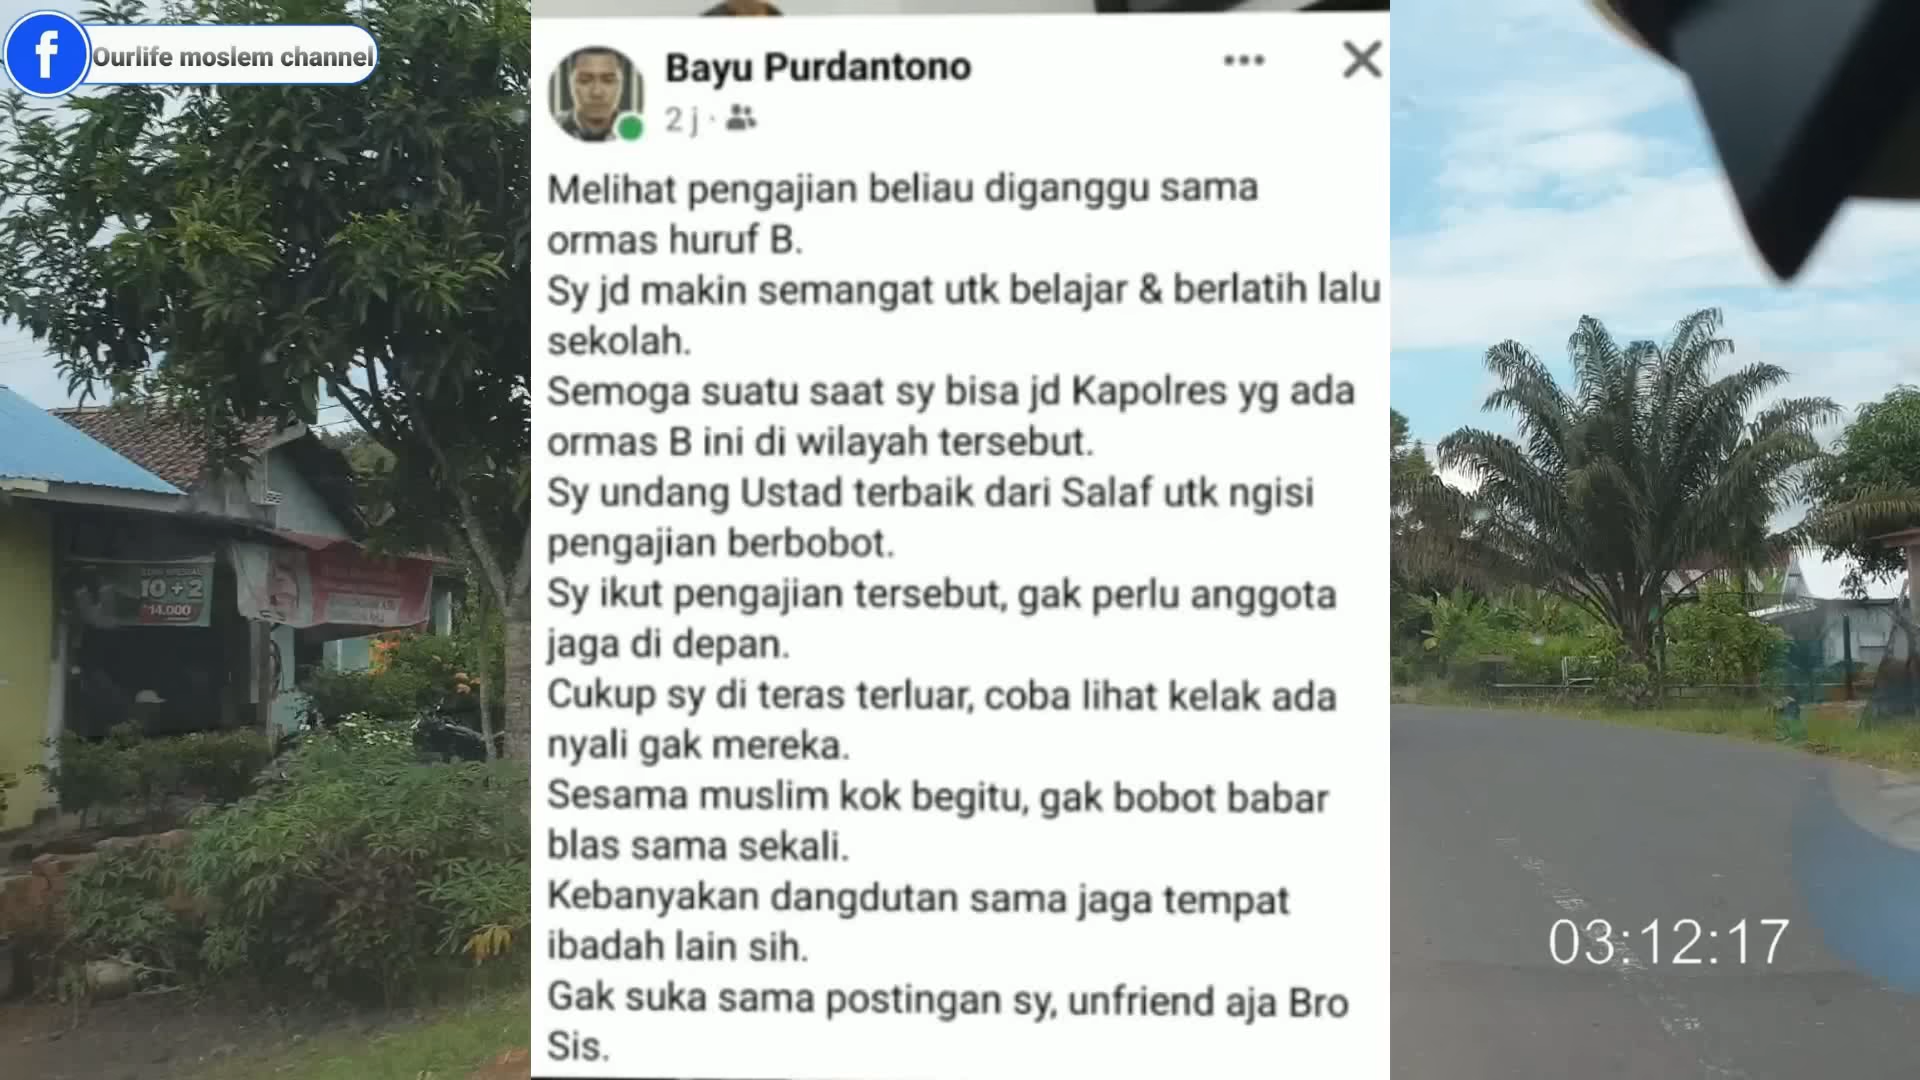 Ourlife moslem channel
Bayu Purdantono
2 j
Melihat pengajian beliau diganggu sama
ormas huruf B.
Sy jd makin semangat utk belajar & berlatih lalu
sekolah.
Semoga suatu saat sy bisa jd Kapolres yg ada
ormas B ini di wilayah tersebut.
Sy undang Ustad terbaik dari Salaf utk ngisi
pengajian berbobot.
Sy ikut pengajian tersebut, gak perlu anggota
jaga di depan.
Cukup sy di teras terluar, coba lihat kelak ada
nyali gak mereka.
Sesama muslim kok begitu, gak bobot babar
blas sama sekali.
Kebanyakan dangdutan sama jaga tempat
ibadah lain sih.
Gak suka sama postingan sy, unfriend aja Bro
Sis.
10+2
14.000
03:12:17